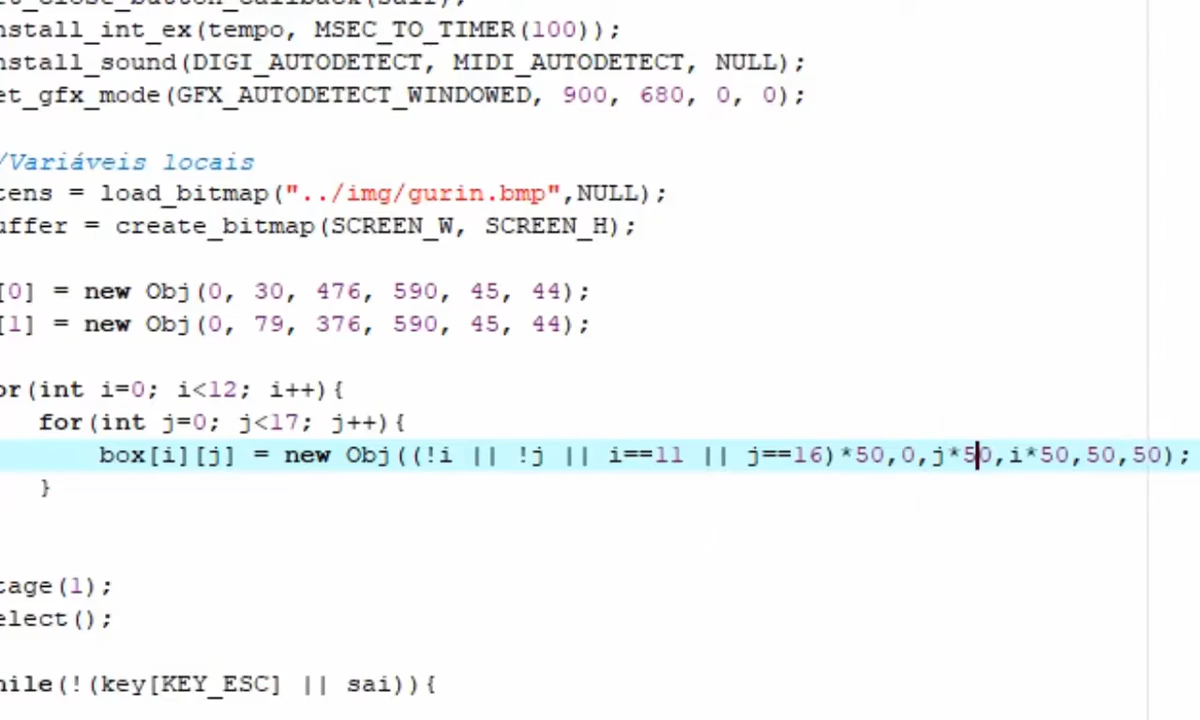 et_close_button_callback(sair);
nstall_int_ex(tempo, MSEC_TO_TIMER(100));
nstall_sound(DIGI_AUTODETECT, MIDI_AUTODETECT, NULL);
et_gfx_mode(GFX_AUTODETECT_WINDOWED, 900, 680, 0, 0);
/Variáveis locais
tens = load_bitmap("../img/gurin.bmp",NULL);
uffer = create_bitmap(SCREEN_W, SCREEN_H);
[0] = new Obj(0, 30, 476, 590, 45, 44);
[1] = new Obj(0, 79, 376, 590, 45, 44);
or(int i=0; i<12; i++){
for(int j=0; j<17; j++){
box[i][j] = new Obj((!i || !j || i==11 || j==16)*50,0,j*50,i*50,50,50);
}
tage(1);
elect();
hile(!(key[KEY_ESC] || sai)){